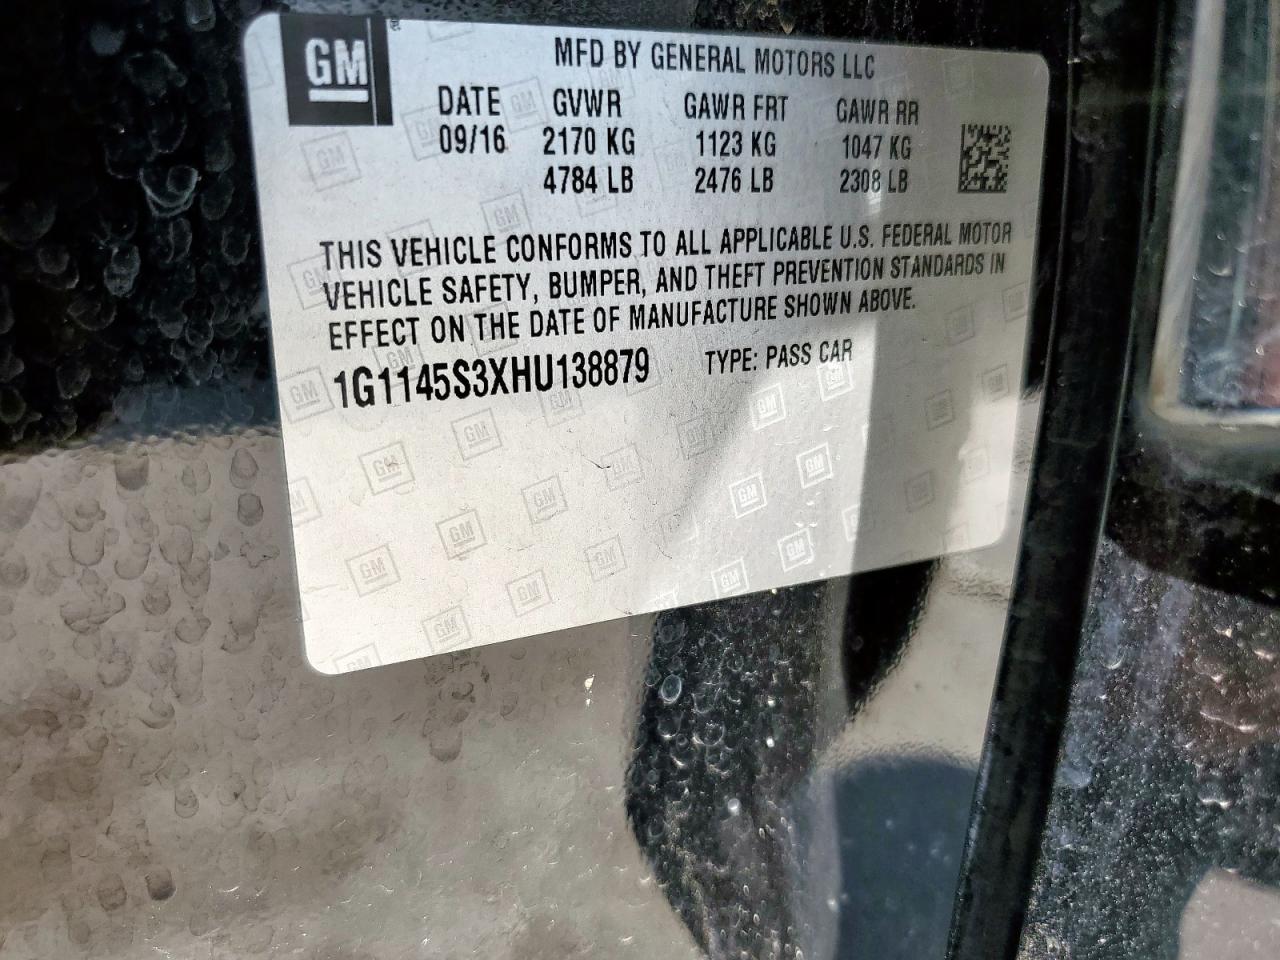 GM
MFD BY GENERAL MOTORS LLC
DATE GVWR GAWR FRT GAWR RR
09/16 2170 KG 1123 KG 1047 KG
4784 LB 2476 LB 2308 LB
THIS VEHICLE CONFORMS TO ALL APPLICABLE U.S. FEDERAL MOTOR
VEHICLE SAFETY, BUMPER, AND THEFT PREVENTION STANDARDS IN
EFFECT ON THE DATE OF MANUFACTURE SHOWN ABOVE.
1G1145S3XHU138879 TYPE: PASS CAR